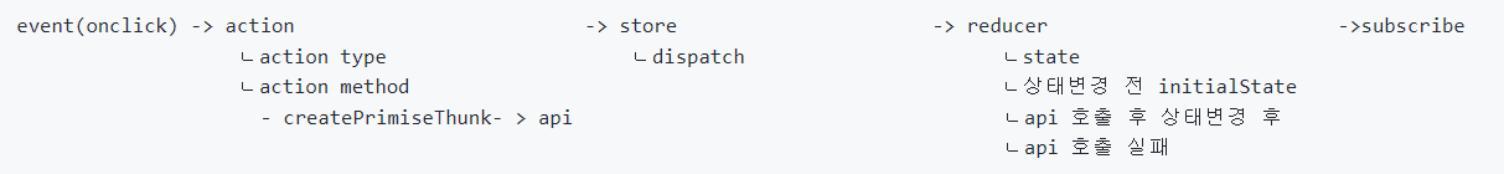 event(onclick) -> action -> store -> reducer ->subscribe
ㄴaction type ㄴdispatch ㄴstate
ㄴaction method ㄴ상태변경 전 initialState
- createPrimiseThunk- > api ㄴapi 호출 후 상태변경 후
ㄴapi 호출 실패